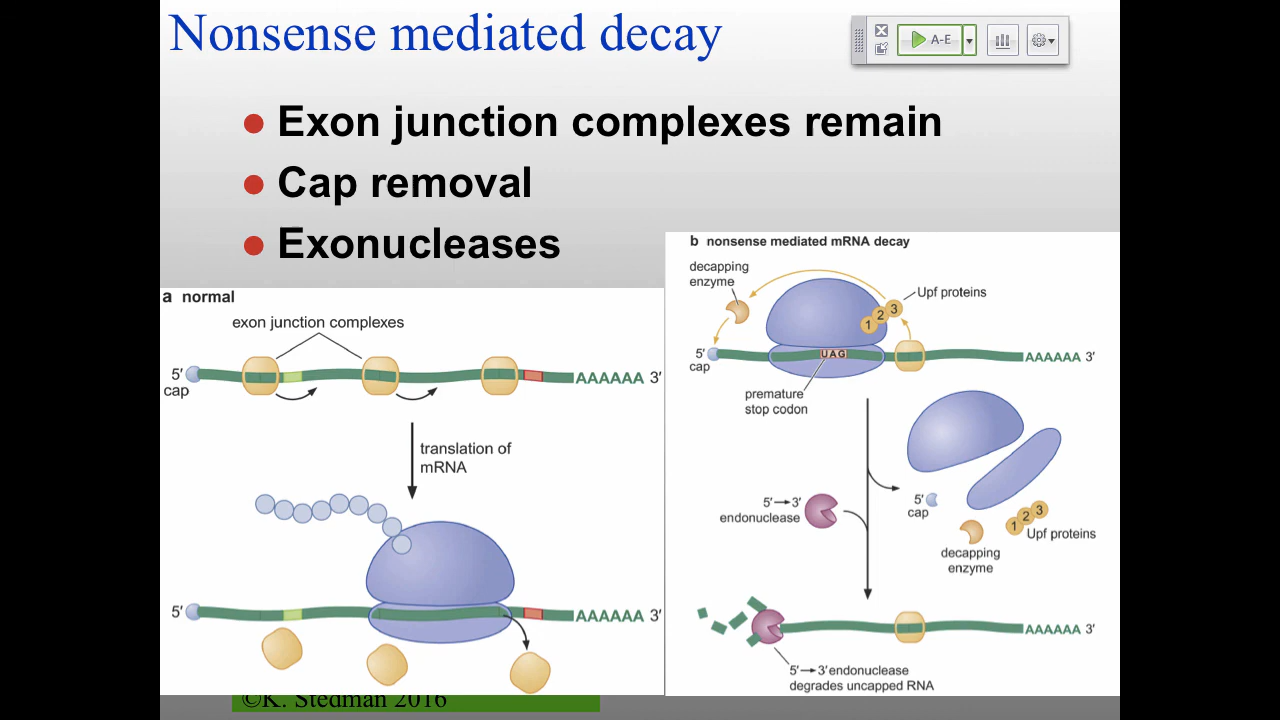 Nonsense mediated decay
A-E
Exon junction complexes remain
Cap removal
Exonucleases
a normal
exon junction complexes
5′
cap
AAAAAA 3′
translation of
mRNA
5′
AAAAAA 3′
b nonsense mediated mRNA decay
decapping
enzyme
Upf proteins
1 2 3
5′
cap
UAG
AAAAAA 3′
premature
stop codon
5′→3′
endonuclease
5′
cap
1 2 3
Upf proteins
decapping
enzyme
AAAAAA 3′
5′→3′endonuclease
degrades uncapped RNA
©K. Stedman 2016